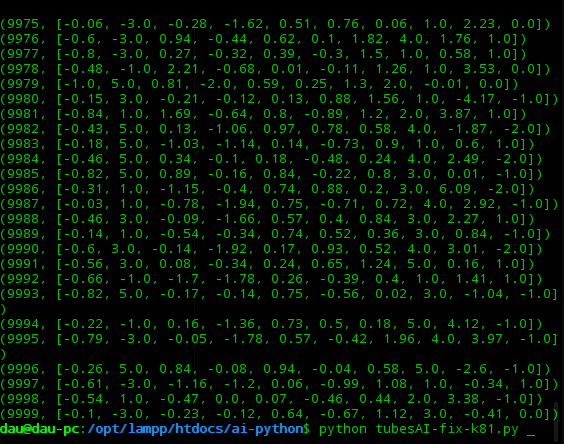 (9975, [-0.06, -3.0, -0.28, -1.62, 0.51, 0.76, 0.06, 1.0, 2.23, 0.0])
(9976, [-0.6, -3.0, 0.94, -0.44, 0.62, 0.1, 1.82, 4.0, 1.76, 1.0])
(9977, [-0.8, -3.0, 0.27, -0.32, 0.39, -0.3, 1.5, 1.0, 0.58, 1.0])
(9978, [-0.48, -1.0, 2.21, -0.68, 0.01, -0.11, 1.26, 1.0, 3.53, 0.0])
(9979, [-1.0, 5.0, 0.81, -2.0, 0.59, 0.25, 1.3, 2.0, -0.01, 0.0])
(9980, [-0.15, 3.0, -0.21, -0.12, 0.13, 0.88, 1.56, 1.0, -4.17, -1.0])
(9981, [-0.84, 1.0, 1.69, -0.64, 0.8, -0.89, 1.2, 2.0, 3.87, 1.0])
(9982, [-0.43, 5.0, 0.13, -1.06, 0.97, 0.78, 0.58, 4.0, -1.87, -2.0])
(9983, [-0.18, 5.0, -1.03, -1.14, 0.14, -0.73, 0.9, 1.0, 0.6, 1.0])
(9984, [-0.46, 5.0, 0.34, -0.1, 0.18, -0.48, 0.24, 4.0, 2.49, -2.0])
(9985, [-0.82, 5.0, 0.89, -0.16, 0.84, -0.22, 0.8, 3.0, 0.01, -1.0])
(9986, [-0.31, 1.0, -1.15, -0.4, 0.74, 0.88, 0.2, 3.0, 6.09, -2.0])
(9987, [-0.03, 1.0, -0.78, -1.94, 0.75, -0.71, 0.72, 4.0, 2.92, -1.0])
(9988, [-0.46, 3.0, -0.09, -1.66, 0.57, 0.4, 0.84, 3.0, 2.27, 1.0])
(9989, [-0.14, 1.0, -0.54, -0.34, 0.74, 0.52, 0.36, 3.0, 0.84, -1.0])
(9990, [-0.6, 3.0, -0.14, -1.92, 0.17, 0.93, 0.52, 4.0, 3.01, -2.0])
(9991, [-0.56, 3.0, 0.08, -0.34, 0.24, 0.65, 1.24, 5.0, 0.16, 1.0])
(9992, [-0.66, -1.0, -1.7, -1.78, 0.26, -0.39, 0.4, 1.0, 1.41, 1.0])
(9993, [-0.82, 5.0, -0.17, -0.14, 0.75, -0.56, 0.02, 3.0, -1.04, -1.0]
)
(9994, [-0.22, -1.0, 0.16, -1.36, 0.73, 0.5, 0.18, 5.0, 4.12, -1.0])
(9995, [-0.79, -3.0, -0.05, -1.78, 0.57, -0.42, 1.96, 4.0, 3.97, -1.0]
)
(9996, [-0.26, 5.0, 0.84, -0.08, 0.94, -0.04, 0.58, 5.0, -2.6, -1.0])
(9997, [-0.61, -3.0, -1.16, -1.2, 0.06, -0.99, 1.08, 1.0, -0.34, 1.0])
(9998, [-0.54, 1.0, -0.47, 0.0, 0.07, -0.46, 0.44, 2.0, 3.38, -1.0])
(9999, [-0.1, -3.0, -0.23, -0.12, 0.64, -0.67, 1.12, 3.0, -0.41, 0.0])
dau@dau-pc:/opt/lampp/htdocs/ai-python$ python tubesAI-fix-k81.py _